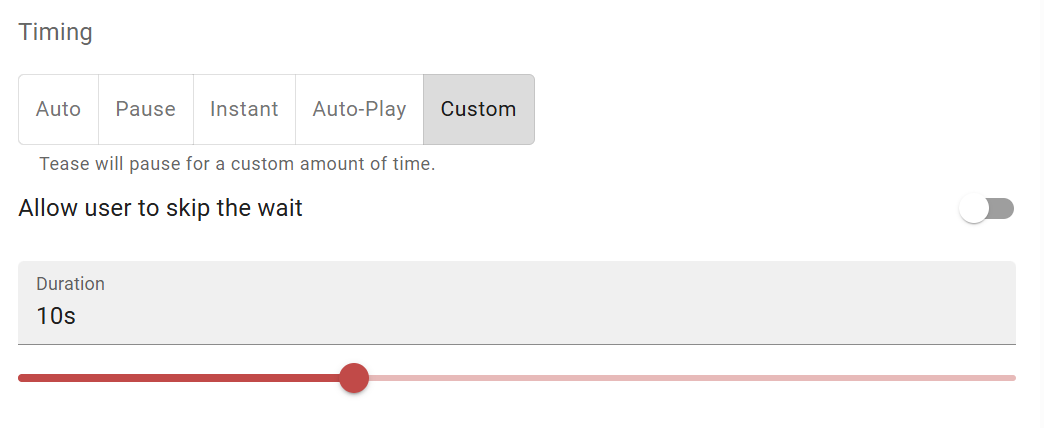 Timing
Auto Pause Instant Auto-Play Custom
Tease will pause for a custom amount of time.
Allow user to skip the wait
Duration
10s